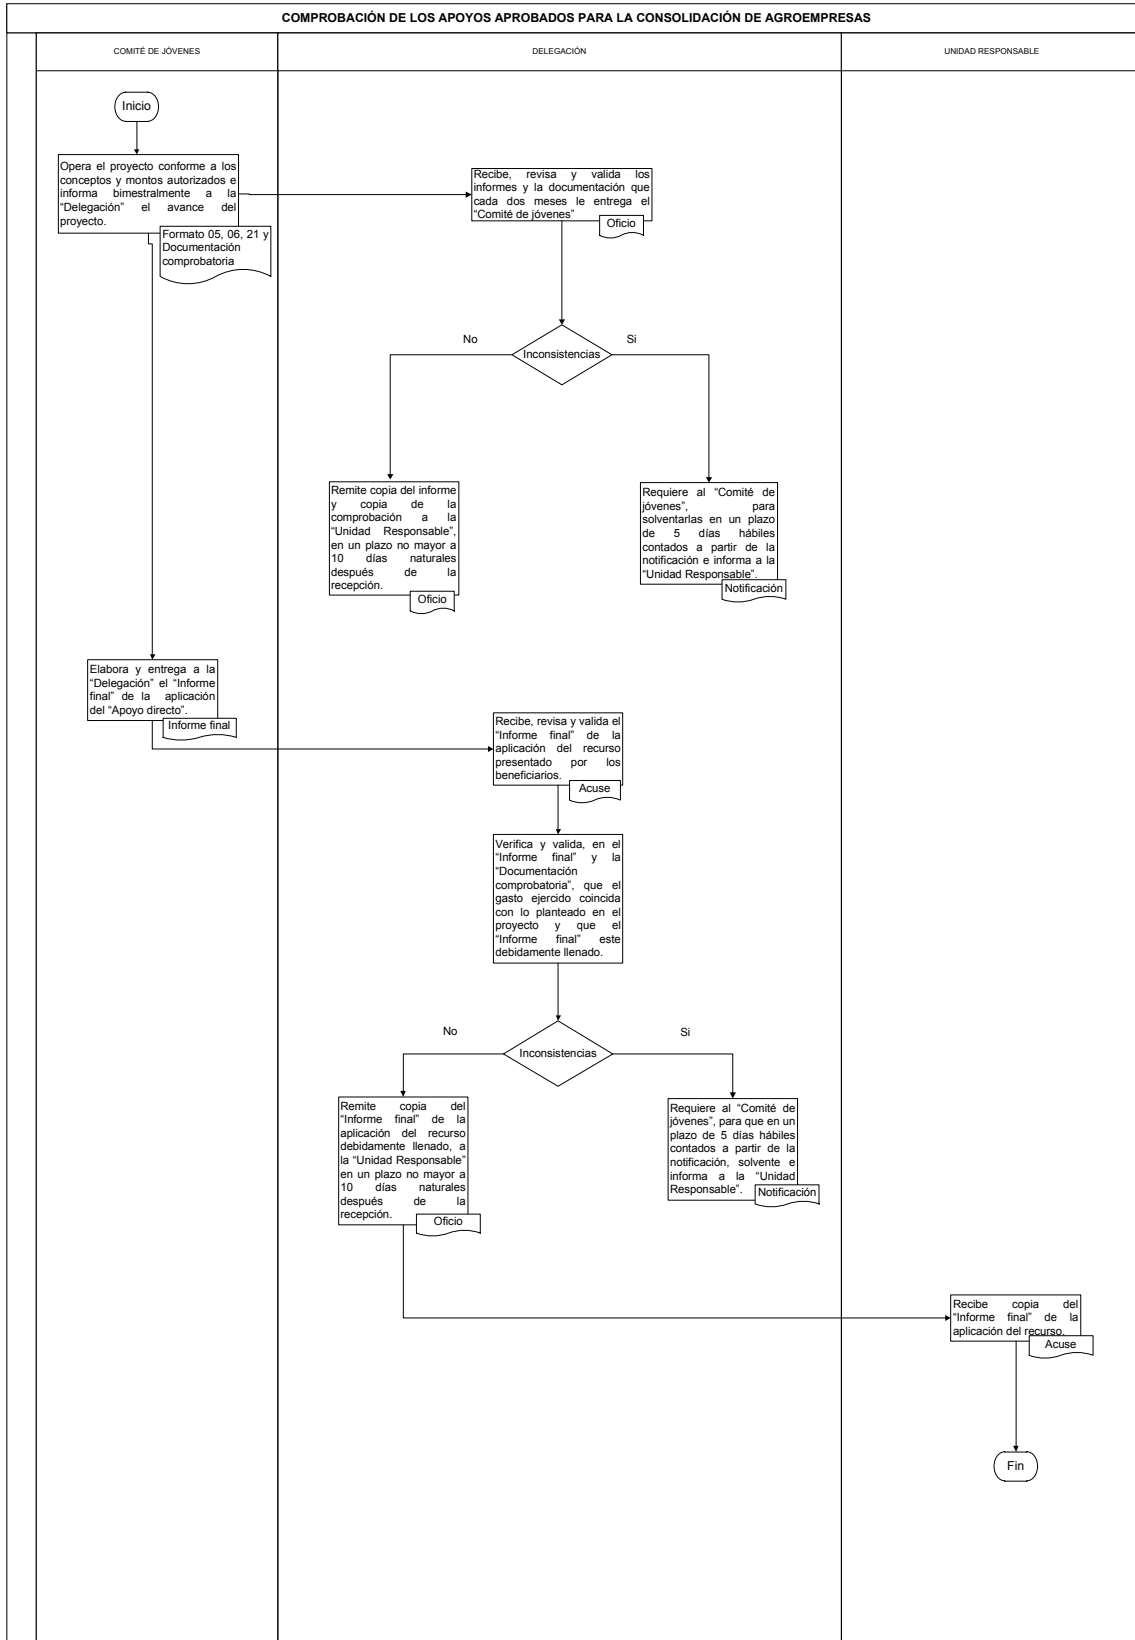 COMPROBACIÓN DE LOS APOYOS APROBADOS PARA LA CONSOLIDACIÓN DE AGROEMPRESAS
COMITÉ DE JÓVENES
DELEGACIÓN
UNIDAD RESPONSABLE
Inicio
Opera el proyecto conforme a los
conceptos y montos autorizados e
informa bimestralmente a la
“Delegación” el avance del
proyecto.
Formato 05, 06, 21 y
Documentación
comprobatoria
Recibe, revisa y valida los
informes y la documentación que
cada dos meses le entrega el
“Comité de jóvenes”
Oficio
Inconsistencias
No
Si
Remite copia del informe
y copia de la
comprobación a la
“Unidad Responsable”,
en un plazo no mayor a
10 días naturales
después de la
recepción.
Oficio
Requiere al “Comité de
jóvenes”, para
solventarlas en un plazo
de 5 días hábiles
contados a partir de la
notificación e informa a la
“Unidad Responsable”.
Notificación
Elabora y entrega a la
“Delegación” el “Informe
final” de la aplicación
del “Apoyo directo”.
Informe final
Recibe, revisa y valida el
“Informe final” de la
aplicación del recurso
presentado por los
beneficiarios.
Acuse
Verifica y valida, en el
“Informe final” y la
“Documentación
comprobatoria”, que el
gasto ejercido coincida
con lo planteado en el
proyecto y que el
“Informe final” este
debidamente llenado.
Inconsistencias
No
Si
Remite copia del
“Informe final” de la
aplicación del recurso
debidamente llenado, a
la “Unidad Responsable”
en un plazo no mayor a
10 días naturales
después de la
recepción.
Oficio
Requiere al “Comité de
jóvenes”, para que en un
plazo de 5 días hábiles
contados a partir de la
notificación, solvente e
informa a la “Unidad
Responsable”.
Notificación
Recibe copia del
“Informe final” de la
aplicación del recurso.
Acuse
Fin